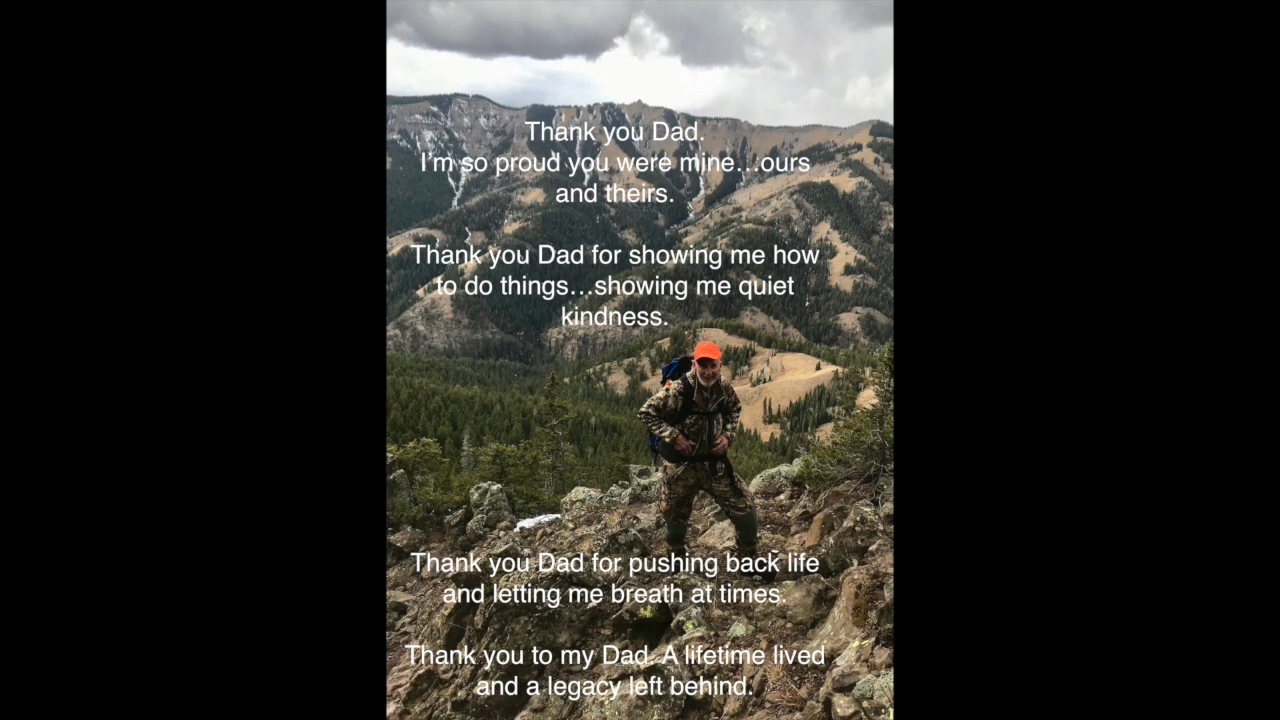 Thank you Dad.
I'm so proud you were mine…ours
and theirs.
Thank you Dad for showing me how
to do things…showing me quiet
kindness.
Thank you Dad for pushing back life
and letting me breath at times.
Thank you to my Dad. A lifetime lived
and a legacy left behind.